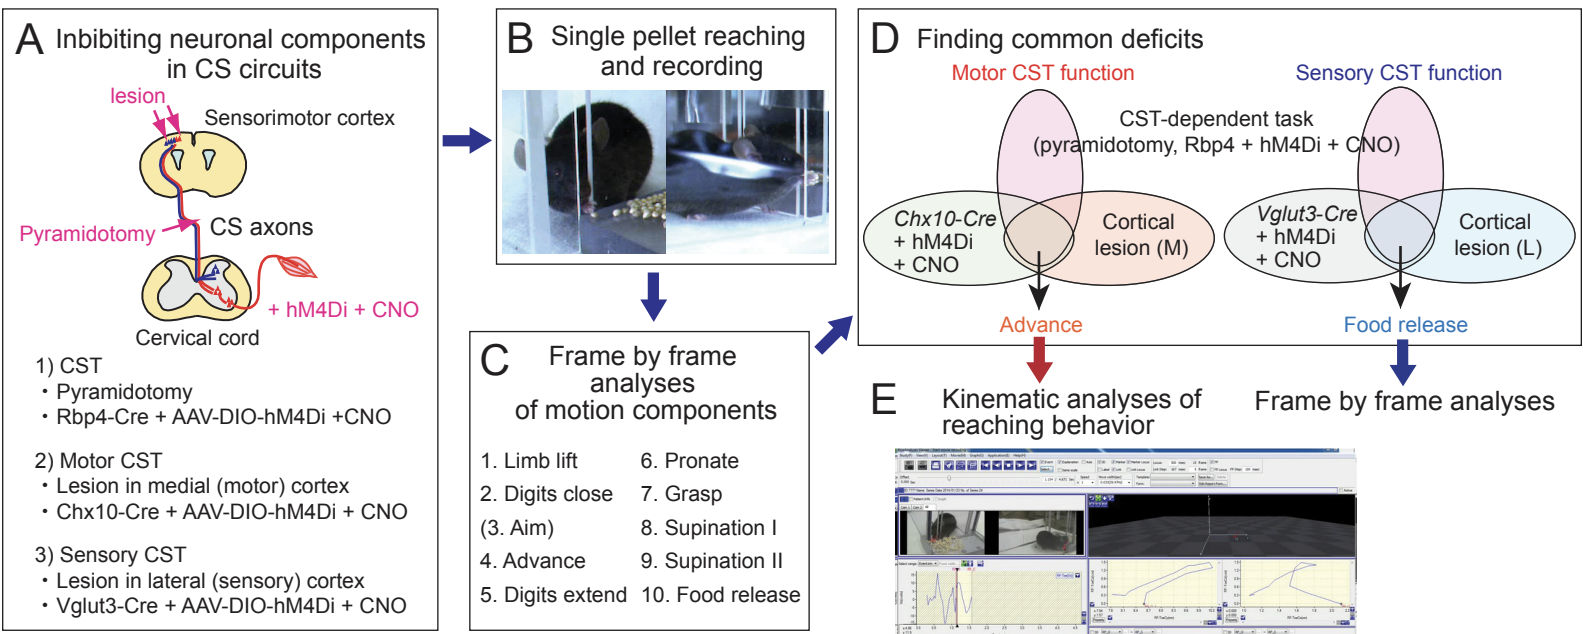 A Inbibiting neuronal components
in CS circuits
lesion
Sensorimotor cortex
Pyramidotomy
CS axons
+ hM4Di + CNO
Cervical cord
1) CST
・ Pyramidotomy
・ Rbp4-Cre + AAV-DIO-hM4Di +CNO
2) Motor CST
・ Lesion in medial (motor) cortex
・ Chx10-Cre + AAV-DIO-hM4Di + CNO
3) Sensory CST
・ Lesion in lateral (sensory) cortex
・ Vglut3-Cre + AAV-DIO-hM4Di + CNO
B Single pellet reaching
and recording
C Frame by frame
analyses
of motion components
1. Limb lift
2. Digits close
(3. Aim)
4. Advance
5. Digits extend
6. Pronate
7. Grasp
8. Supination I
9. Supination II
10. Food release
D Finding common deficits
Motor CST function
Sensory CST function
CST-dependent task
(pyramidotomy, Rbp4 + hM4Di + CNO)
Chx10-Cre
+ hM4Di
+ CNO
Cortical
lesion (M)
Vglut3-Cre
+ hM4Di
+ CNO
Cortical
lesion (L)
Advance
Food release
E Kinematic analyses of
reaching behavior
Frame by frame analyses